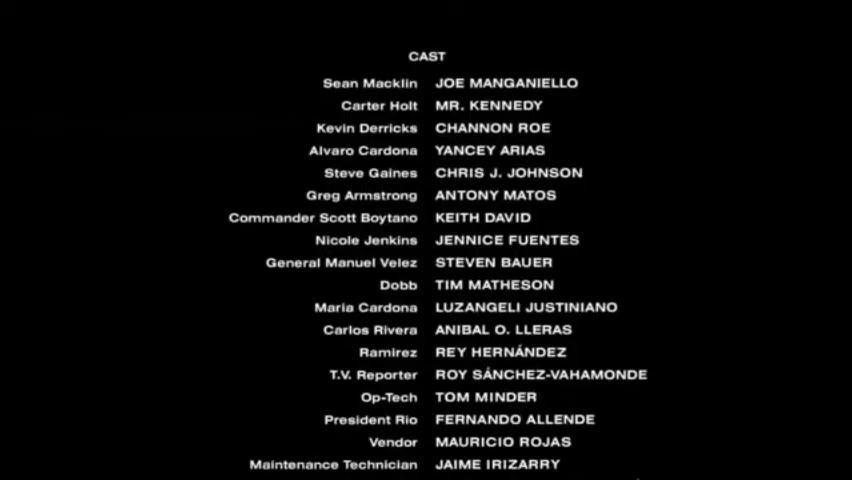 CAST
Sean Macklin JOE MANGANIELLO
Carter Holt MR. KENNEDY
Kevin Derricks CHANNON ROE
Alvaro Cardona YANCEY ARIAS
Steve Gaines CHRIS J. JOHNSON
Greg Armstrong ANTONY MATOS
Commander Scott Boytano KEITH DAVID
Nicole Jenkins JENNICE FUENTES
General Manuel Velez STEVEN BAUER
Dobb TIM MATHESON
Maria Cardona LUZANGELI JUSTINIANO
Carlos Rivera ANIBAL O. LLERAS
Ramirez REY HERNÁNDEZ
T.V. Reporter ROY SÁNCHEZ-VAHAMONDE
Op-Tech TOM MINDER
President Rio FERNANDO ALLENDE
Vendor MAURICIO ROJAS
Maintenance Technician JAIME IRIZARRY